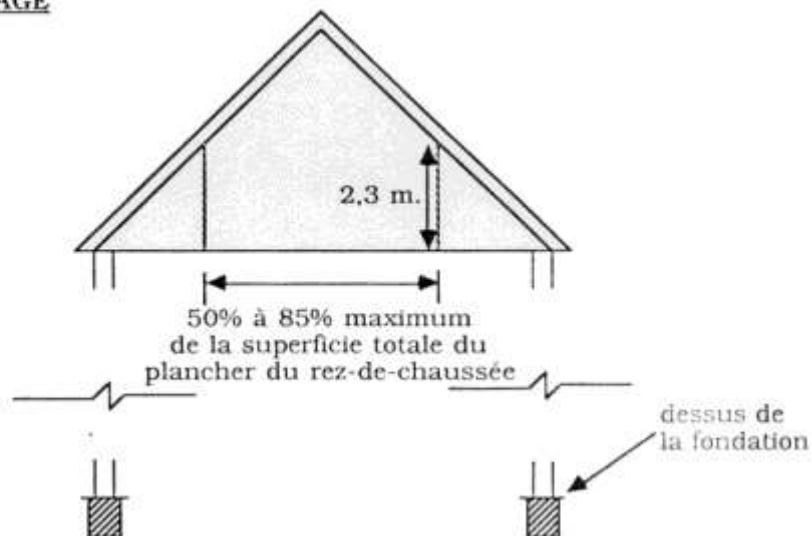 2,3 m.
50% à 85% maximum
de la superficie totale du
plancher du rez-de-chaussée
dessus de
la fondation